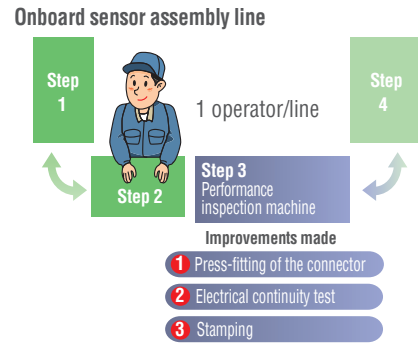 Onboard sensor assembly line
Step
1
Step
4
1 operator/line
Step 2
Step 3
Performance
inspection machine
Improvements made
1 Press-fitting of the connector
2 Electrical continuity test
3 Stamping